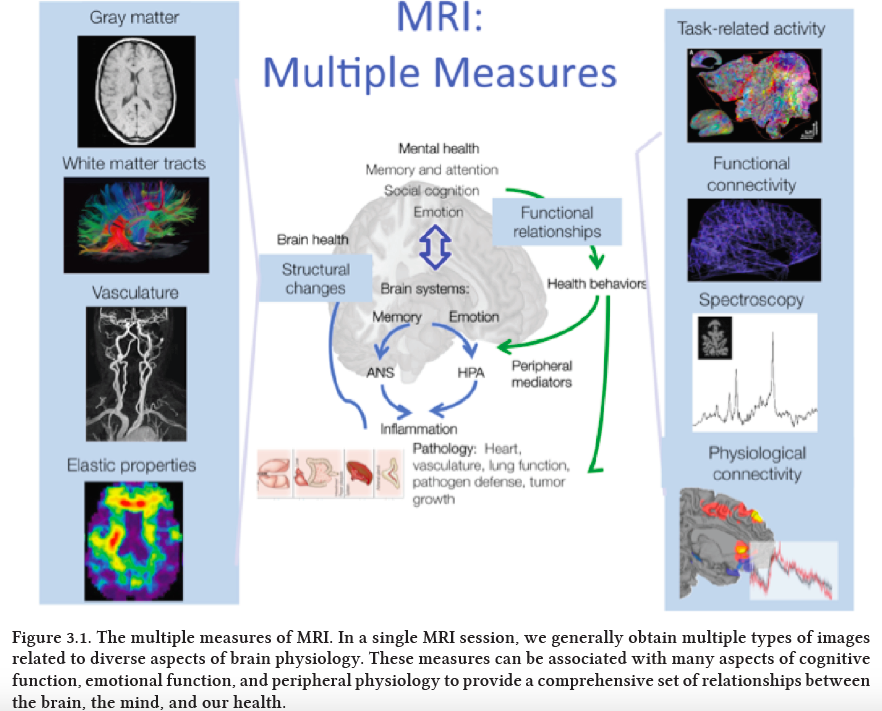 MRI:
Multiple Measures
Gray matter
White matter tracts
Vasculature
Elastic properties
Mental health
Memory and attention
Social cognition
Emotion
Brain health
Structural
changes
Functional
relationships
Brain systems:
Memory Emotion
ANS HPA
Inflammation
Health behaviors
Peripheral
mediators
Pathology: Heart,
vasculature, lung function,
pathogen defense, tumor
growth
Task-related activity
A
Functional
connectivity
Spectroscopy
Physiological
connectivity
Figure 3.1. The multiple measures of MRI. In a single MRI session, we generally obtain multiple types of images
related to diverse aspects of brain physiology. These measures can be associated with many aspects of cognitive
function, emotional function, and peripheral physiology to provide a comprehensive set of relationships between
the brain, the mind, and our health.